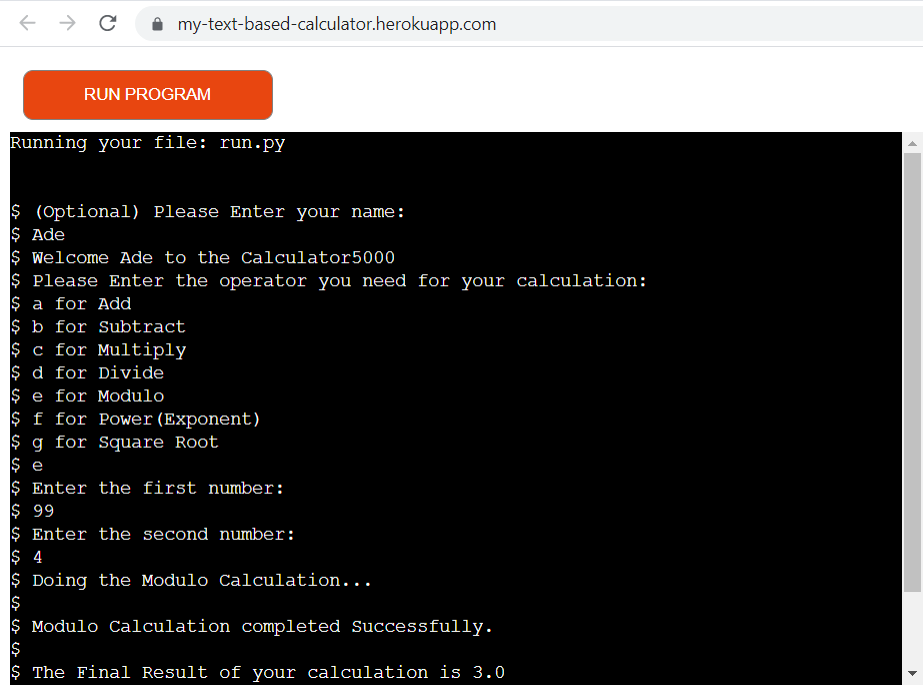 my-text-based-calculator.herokuapp.com
RUN PROGRAM
Running your file: run.py
$ (Optional) Please Enter your name:
$ Ade
$ Welcome Ade to the Calculator5000
$ Please Enter the operator you need for your calculation:
$ a for Add
$ b for Subtract
$ c for Multiply
$ d for Divide
$ e for Modulo
$ f for Power(Exponent)
$ g for Square Root
$ e
$ Enter the first number:
$ 99
$ Enter the second number:
$ 4
$ Doing the Modulo Calculation...
$
$ Modulo Calculation completed Successfully.
$
$ The Final Result of your calculation is 3.0